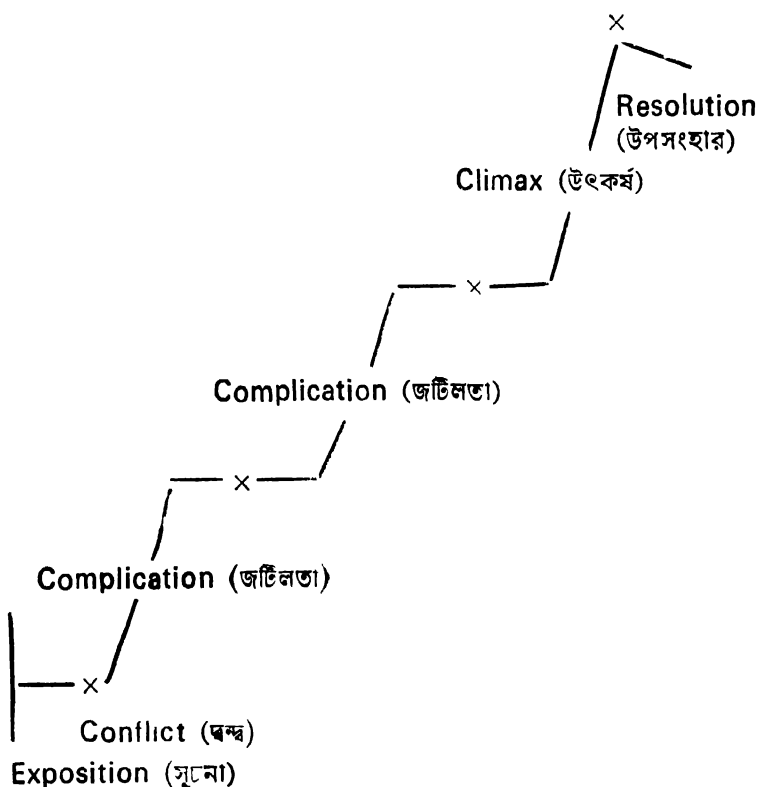 Resolution
(উপসংহার)
Climax (উৎকর্ষ)
Complication (জটিলতা)
Complication (জটিলতা)
Conflict (দ্বন্দ্ব)
Exposition (সূচনা)